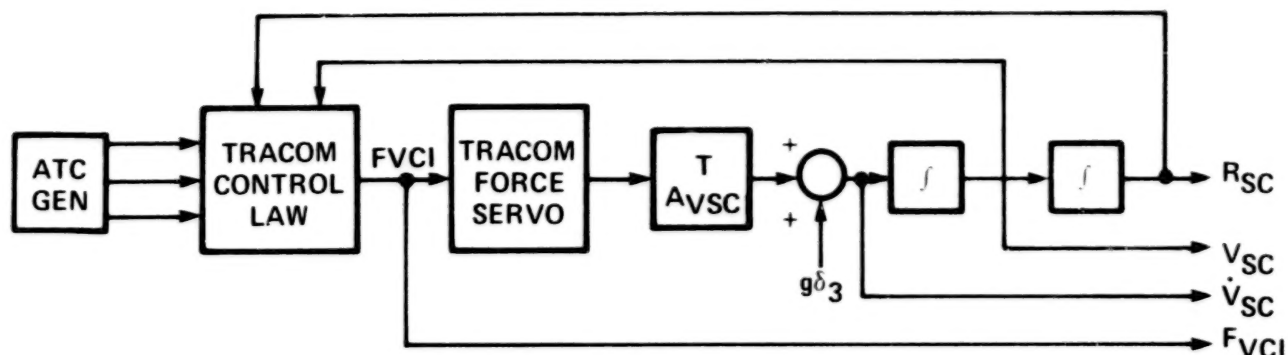 ATC
GEN
TRACOM
CONTROL
LAW
FVCI
TRACOM
FORCE
SERVO
T
AVSC
+
+
gδ3
∫
∫
RSC
VSC
V̇SC
FVCI